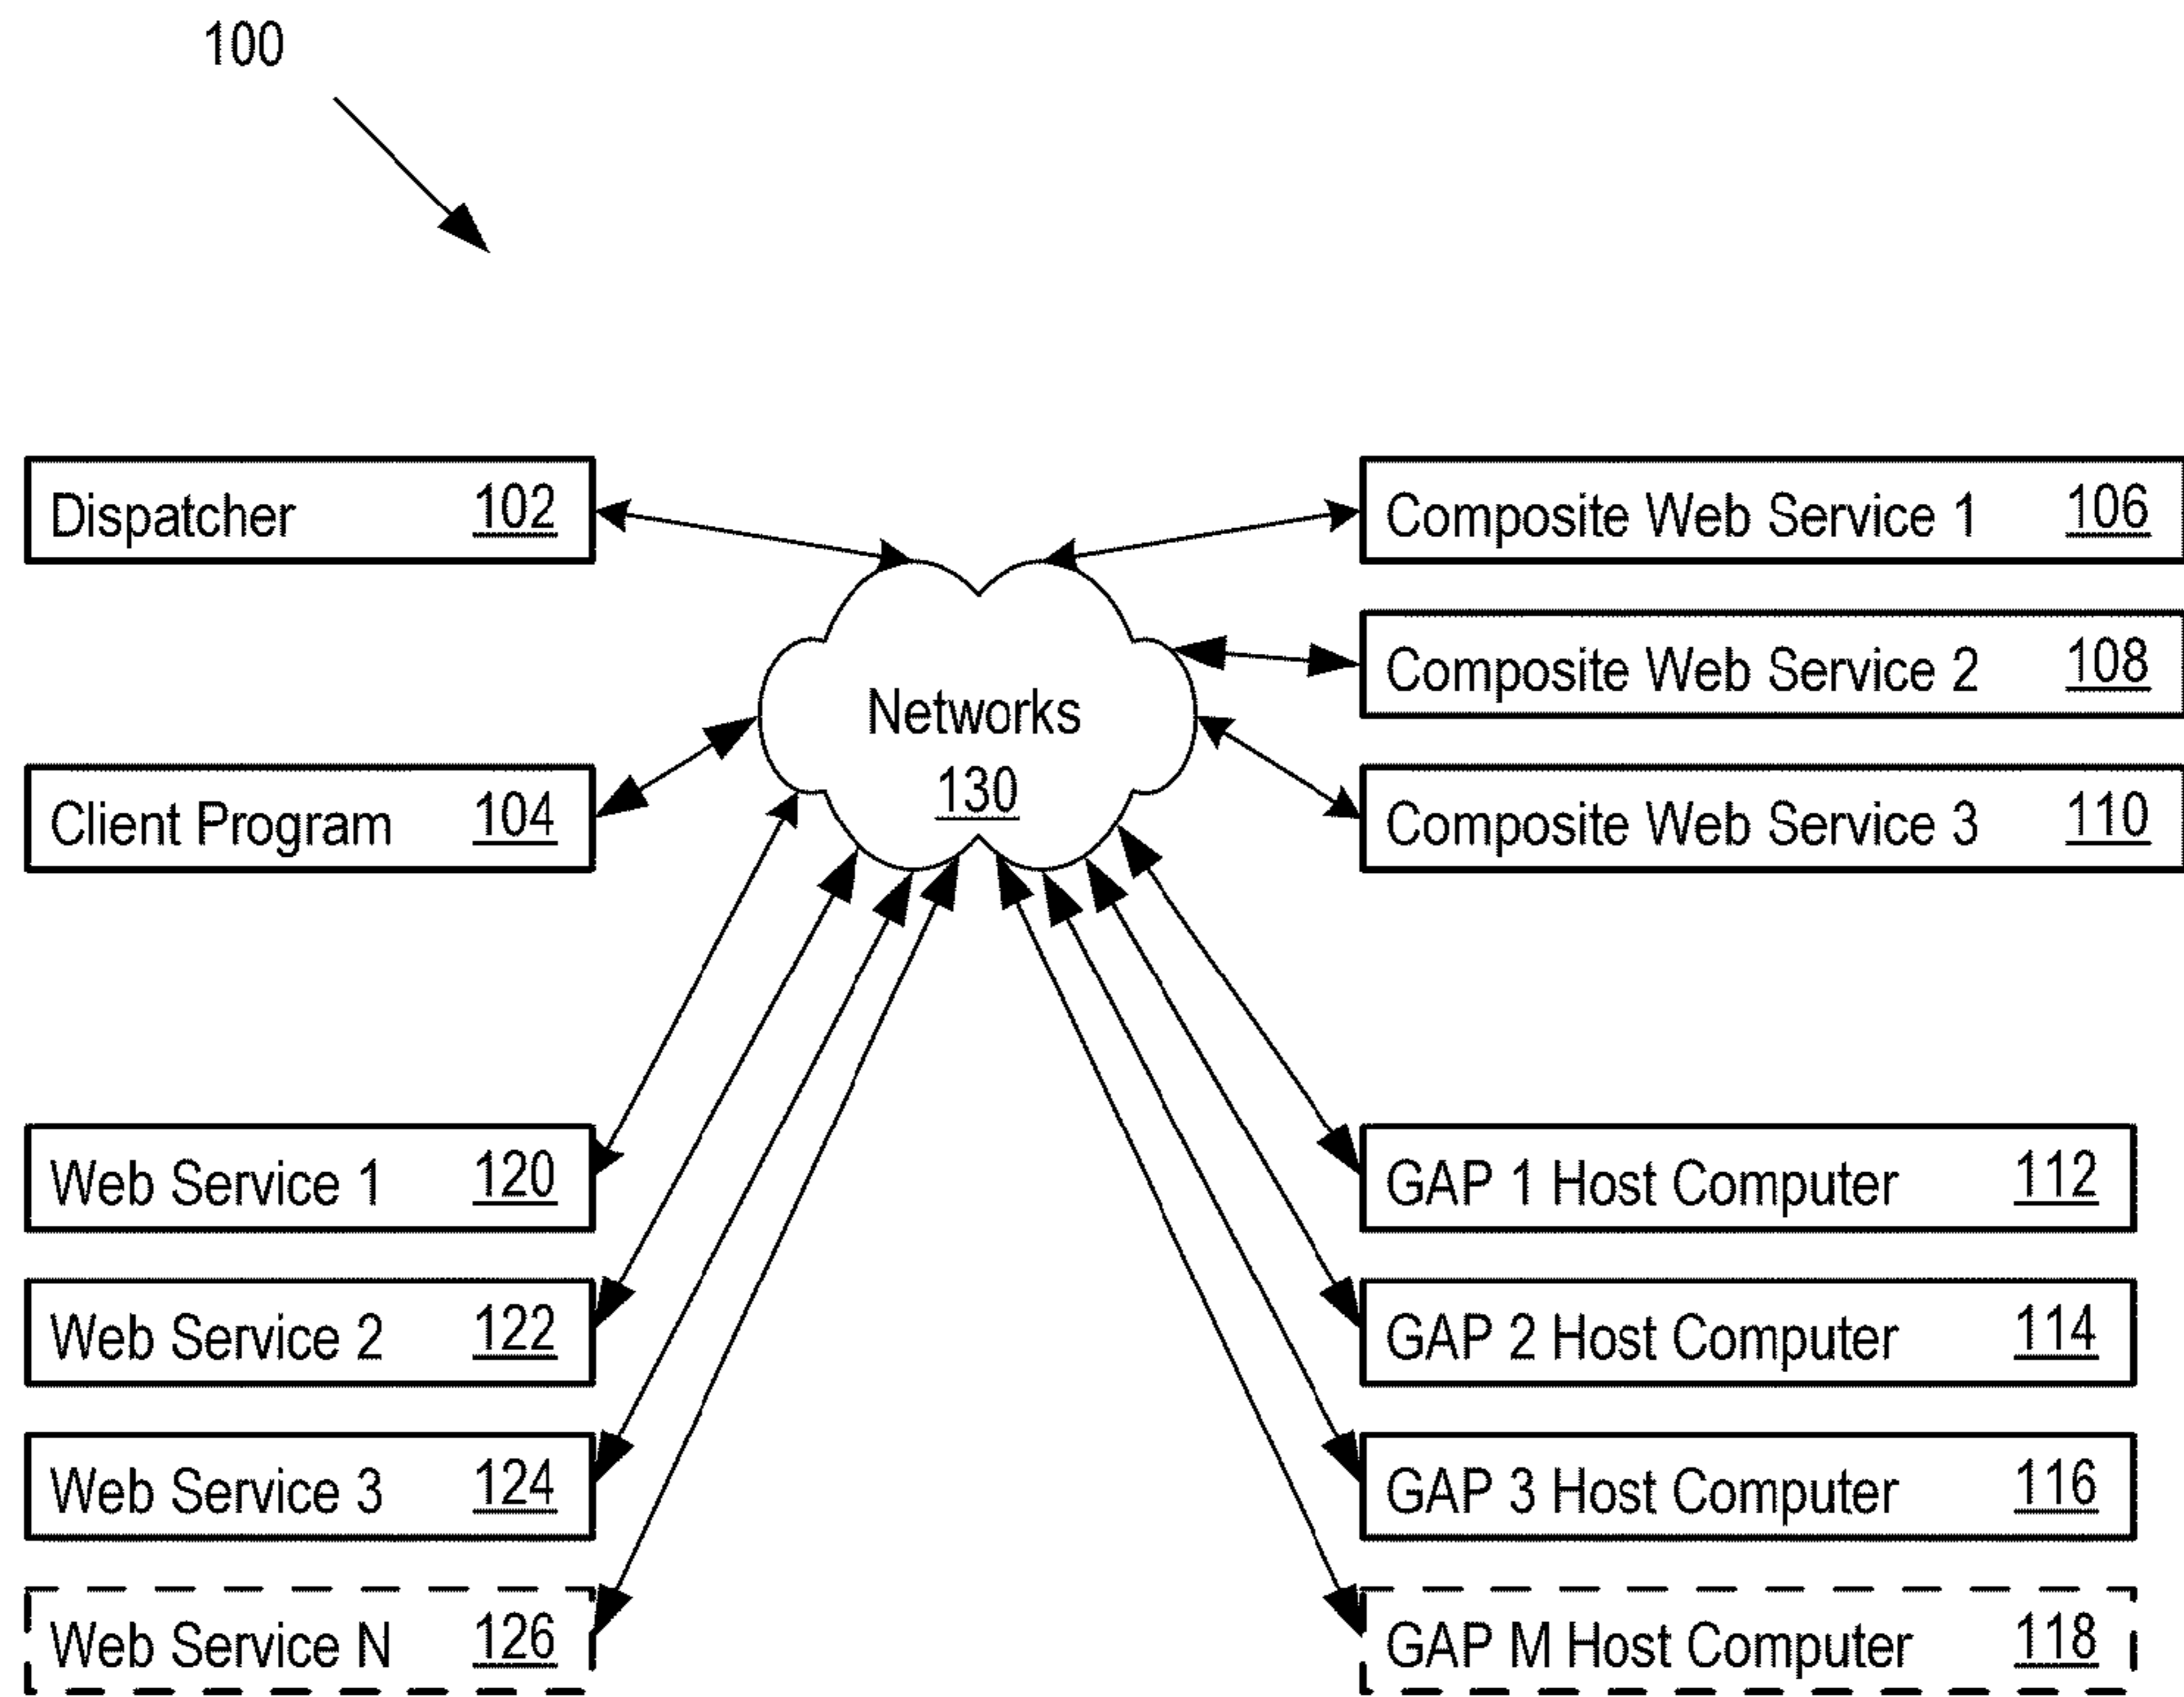 100
Dispatcher 102
Composite Web Service 1 106
Composite Web Service 2 108
Networks
130
Client Program 104
Composite Web Service 3 110
Web Service 1 120
GAP 1 Host Computer 112
Web Service 2 122
GAP 2 Host Computer 114
Web Service 3 124
GAP 3 Host Computer 116
Web Service N 126
GAP M Host Computer 118